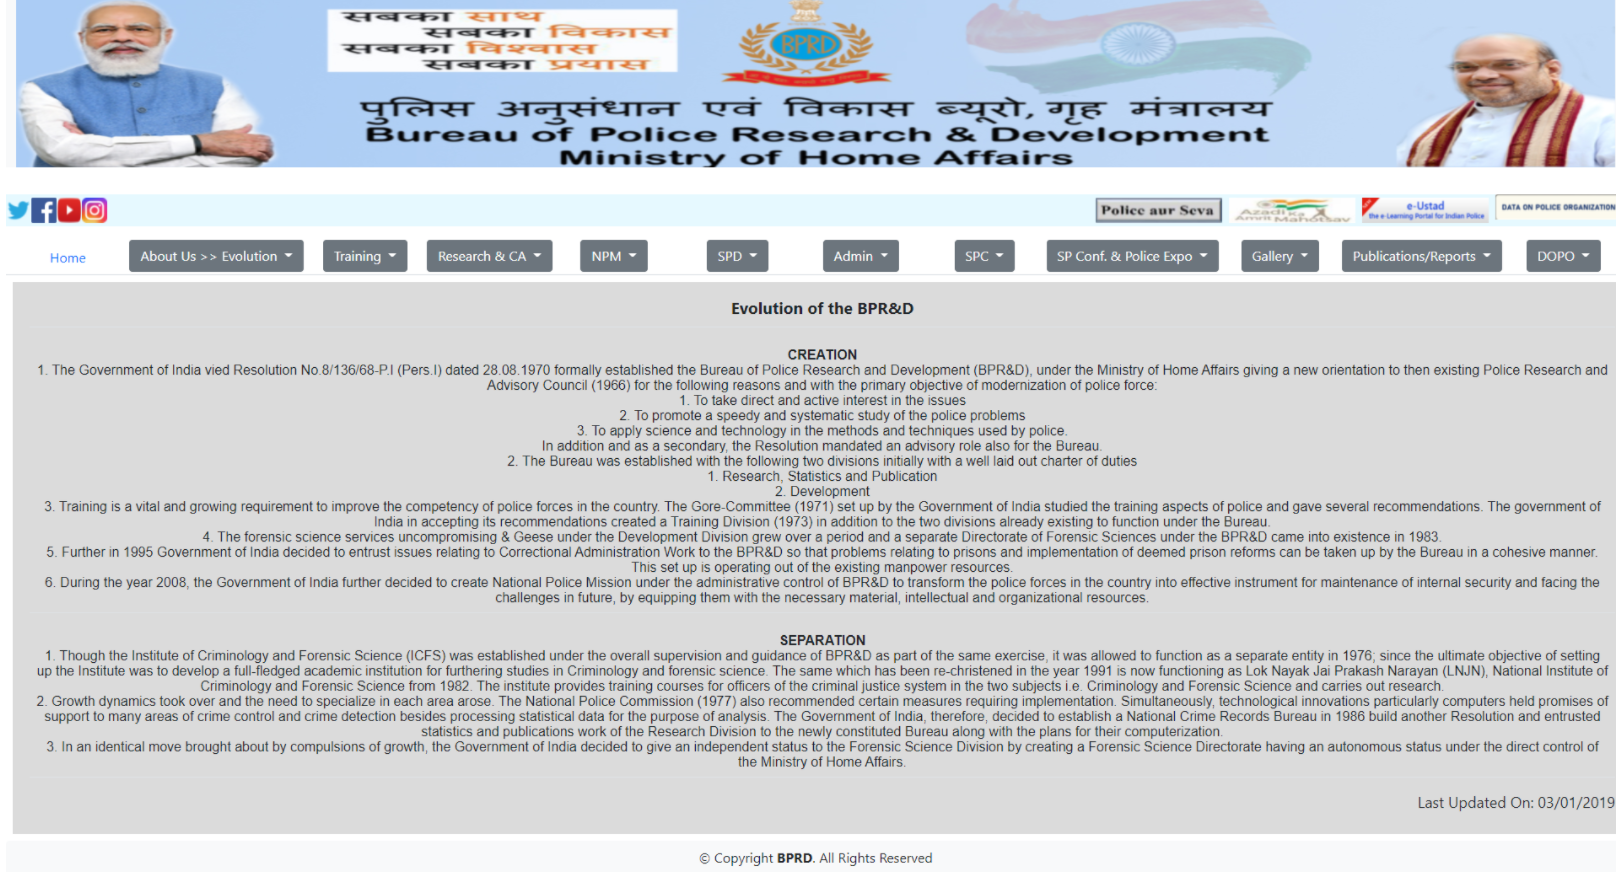 सबका साथ
सबका विकास
सबका विश्वास
सबका प्रयास
BPRD
पुलिस अनुसंधान एवं विकास ब्यूरो, गृह मंत्रालय
Bureau of Police Research & Development
Ministry of Home Affairs
Police aur Seva
Azadi Ka
Amrit Mahotsav
NEW
e-Ustad
the e-Learning Portal for Indian Police
DATA ON POLICE ORGANIZATION
Home
About Us >> Evolution
Training
Research & CA
NPM
SPD
Admin
SPC
SP Conf. & Police Expo
Gallery
Publications/Reports
DOPO
Evolution of the BPR&D
CREATION
1. The Government of India vied Resolution No.8/136/68-P.I (Pers.I) dated 28.08.1970 formally established the Bureau of Police Research and Development (BPR&D), under the Ministry of Home Affairs giving a new orientation to then existing Police Research and
Advisory Council (1966) for the following reasons and with the primary objective of modernization of police force:
1. To take direct and active interest in the issues
2. To promote a speedy and systematic study of the police problems
3. To apply science and technology in the methods and techniques used by police.
In addition and as a secondary, the Resolution mandated an advisory role also for the Bureau.
2. The Bureau was established with the following two divisions initially with a well laid out charter of duties
1. Research, Statistics and Publication
2. Development
3. Training is a vital and growing requirement to improve the competency of police forces in the country. The Gore-Committee (1971) set up by the Government of India studied the training aspects of police and gave several recommendations. The government of
India in accepting its recommendations created a Training Division (1973) in addition to the two divisions already existing to function under the Bureau.
4. The forensic science services uncompromising & Geese under the Development Division grew over a period and a separate Directorate of Forensic Sciences under the BPR&D came into existence in 1983.
5. Further in 1995 Government of India decided to entrust issues relating to Correctional Administration Work to the BPR&D so that problems relating to prisons and implementation of deemed prison reforms can be taken up by the Bureau in a cohesive manner.
This set up is operating out of the existing manpower resources.
6. During the year 2008, the Government of India further decided to create National Police Mission under the administrative control of BPR&D to transform the police forces in the country into effective instrument for maintenance of internal security and facing the
challenges in future, by equipping them with the necessary material, intellectual and organizational resources.
SEPARATION
1. Though the Institute of Criminology and Forensic Science (ICFS) was established under the overall supervision and guidance of BPR&D as part of the same exercise, it was allowed to function as a separate entity in 1976; since the ultimate objective of setting
up the Institute was to develop a full-fledged academic institution for furthering studies in Criminology and forensic science. The same which has been re-christened in the year 1991 is now functioning as Lok Nayak Jai Prakash Narayan (LNJN), National Institute of
Criminology and Forensic Science from 1982. The institute provides training courses for officers of the criminal justice system in the two subjects i.e. Criminology and Forensic Science and carries out research.
2. Growth dynamics took over and the need to specialize in each area arose. The National Police Commission (1977) also recommended certain measures requiring implementation. Simultaneously, technological innovations particularly computers held promises of
support to many areas of crime control and crime detection besides processing statistical data for the purpose of analysis. The Government of India, therefore, decided to establish a National Crime Records Bureau in 1986 build another Resolution and entrusted
statistics and publications work of the Research Division to the newly constituted Bureau along with the plans for their computerization.
3. In an identical move brought about by compulsions of growth, the Government of India decided to give an independent status to the Forensic Science Division by creating a Forensic Science Directorate having an autonomous status under the direct control of
the Ministry of Home Affairs.
Last Updated On: 03/01/2019
© Copyright BPRD. All Rights Reserved